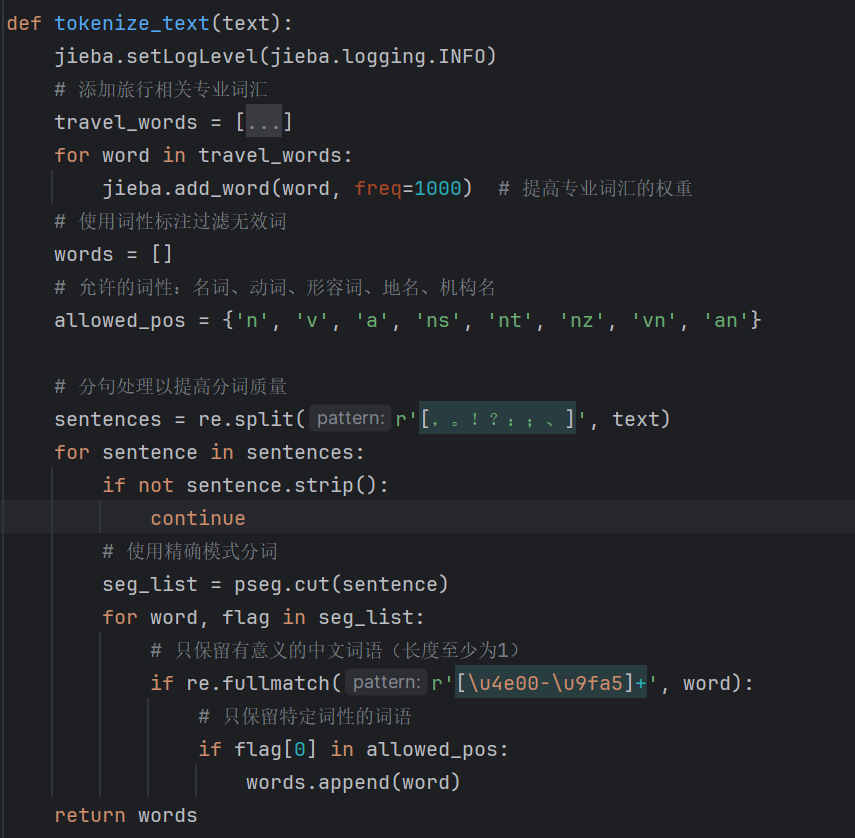 def tokenize_text(text):
    jieba.setLogLevel(jieba.logging.INFO)
    # 添加旅行相关专业词汇
    travel_words = [...]
    for word in travel_words:
        jieba.add_word(word, freq=1000)  # 提高专业词汇的权重
    # 使用词性标注过滤无效词
    words = []
    # 允许的词性：名词、动词、形容词、地名、机构名
    allowed_pos = {'n', 'v', 'a', 'ns', 'nt', 'nz', 'vn', 'an'}
    # 分句处理以提高分词质量
    sentences = re.split( pattern: r'[，。！？：；、]', text)
    for sentence in sentences:
        if not sentence.strip():
            continue
        # 使用精确模式分词
        seg_list = pseg.cut(sentence)
        for word, flag in seg_list:
            # 只保留有意义的中文词语（长度至少为1）
            if re.fullmatch( pattern: r'[\u4e00-\u9fa5]+', word):
                # 只保留特定词性的词语
                if flag[0] in allowed_pos:
                    words.append(word)
    return words